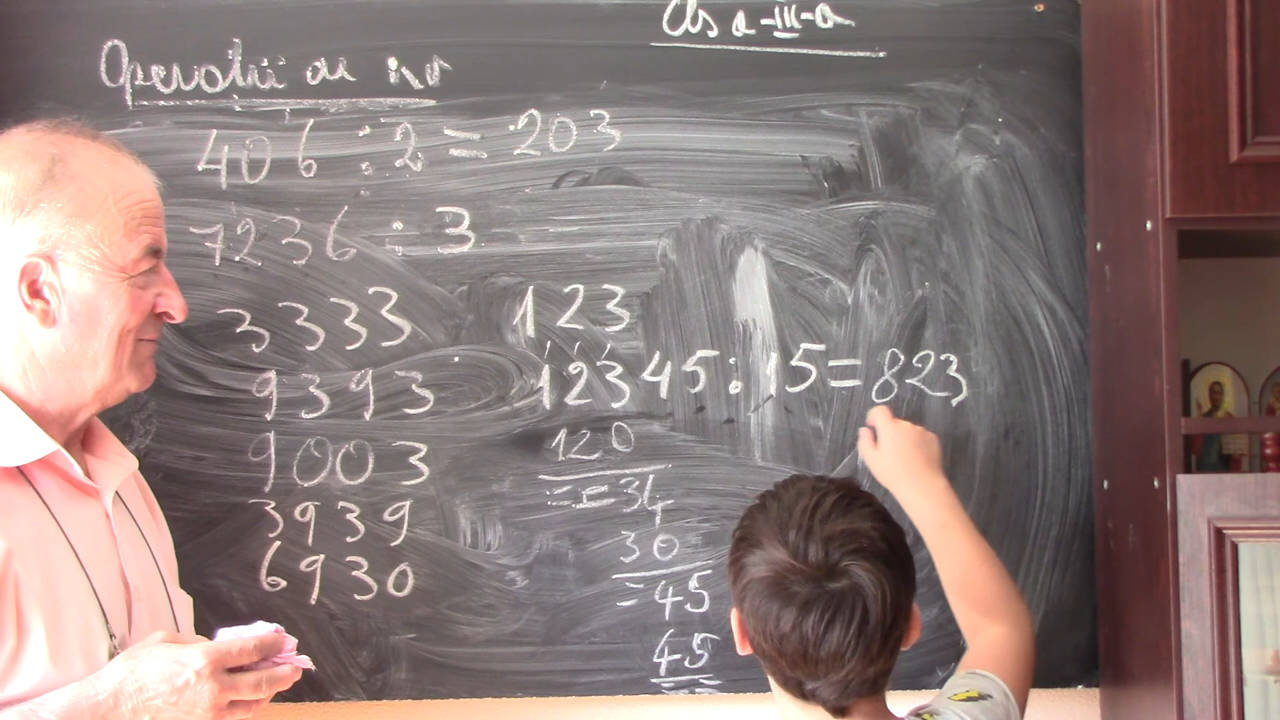 Cls a-III-a
Operatii cu nr
406 : 2 = 203
7236 : 3
3333
9393
9003
3939
6930
123
12345 : 15 = 823
120
==34
30
=45
45
==